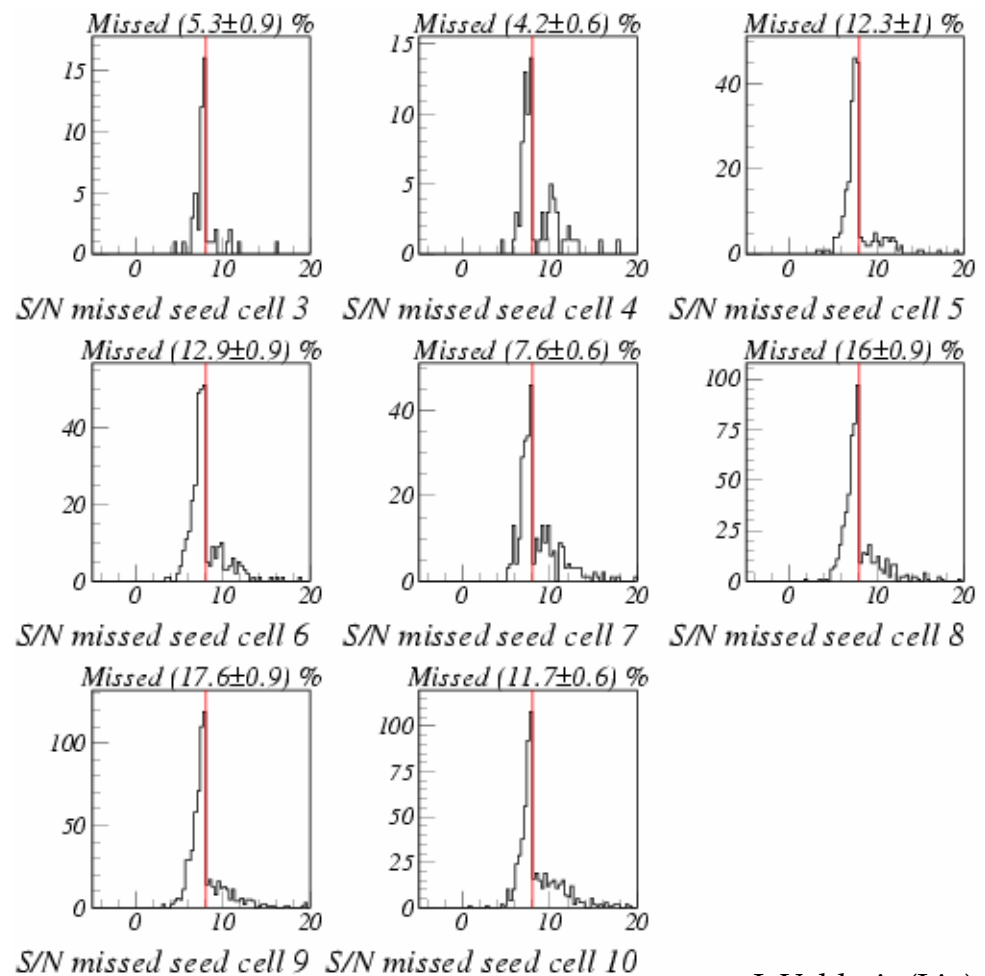 Missed (5.3±0.9) %
15
10
5
0
0 10 20
S/N missed seed cell 3
Missed (4.2±0.6) %
15
10
5
0
0 10 20
S/N missed seed cell 4
Missed (12.3±1) %
40
20
0
0 10 20
S/N missed seed cell 5
Missed (12.9±0.9) %
40
20
0
0 10 20
S/N missed seed cell 6
Missed (7.6±0.6) %
40
20
0
0 10 20
S/N missed seed cell 7
Missed (16±0.9) %
100
75
50
25
0
0 10 20
S/N missed seed cell 8
Missed (17.6±0.9) %
100
50
0
0 10 20
S/N missed seed cell 9
Missed (11.7±0.6) %
100
75
50
25
0
0 10 20
S/N missed seed cell 10